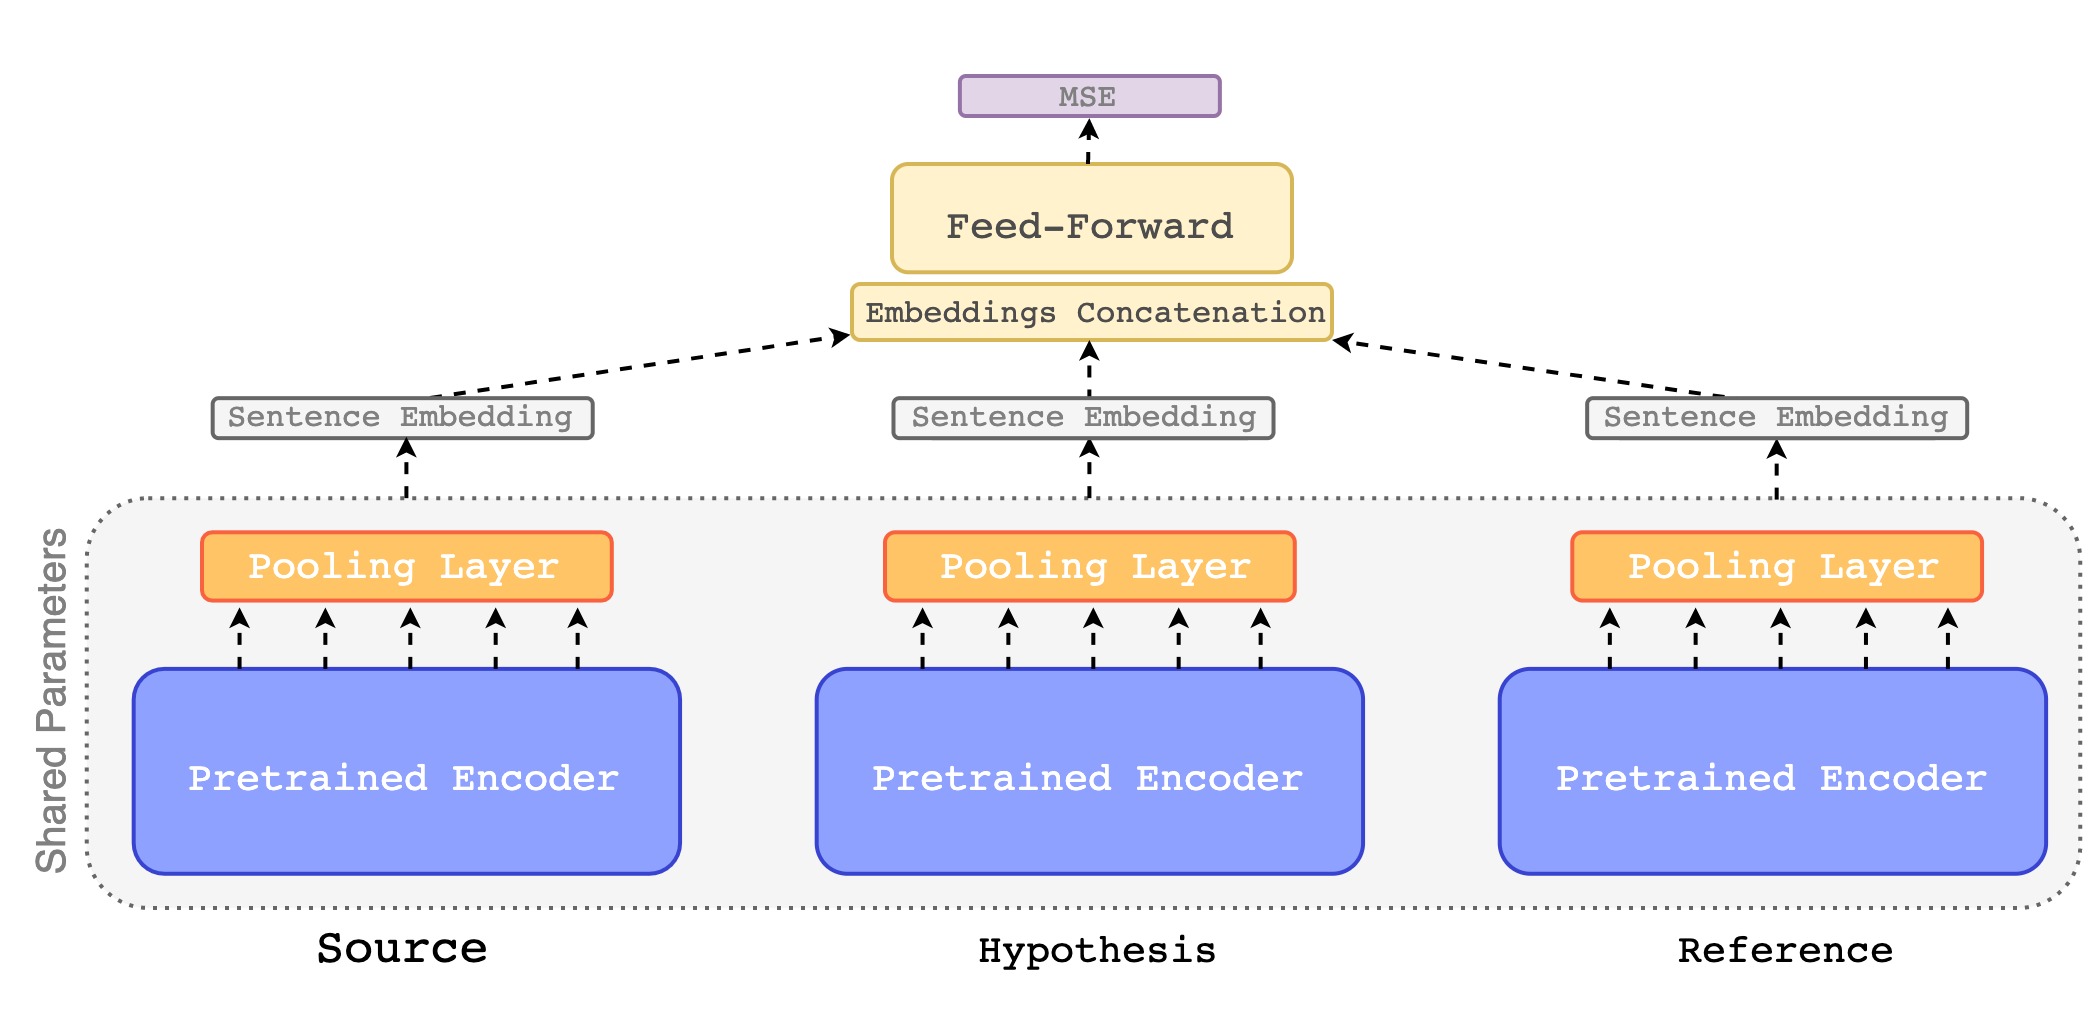 MSE
Feed-Forward
Embeddings Concatenation
Sentence Embedding
Sentence Embedding
Sentence Embedding
Shared Parameters
Pooling Layer
Pooling Layer
Pooling Layer
Pretrained Encoder
Pretrained Encoder
Pretrained Encoder
Source
Hypothesis
Reference